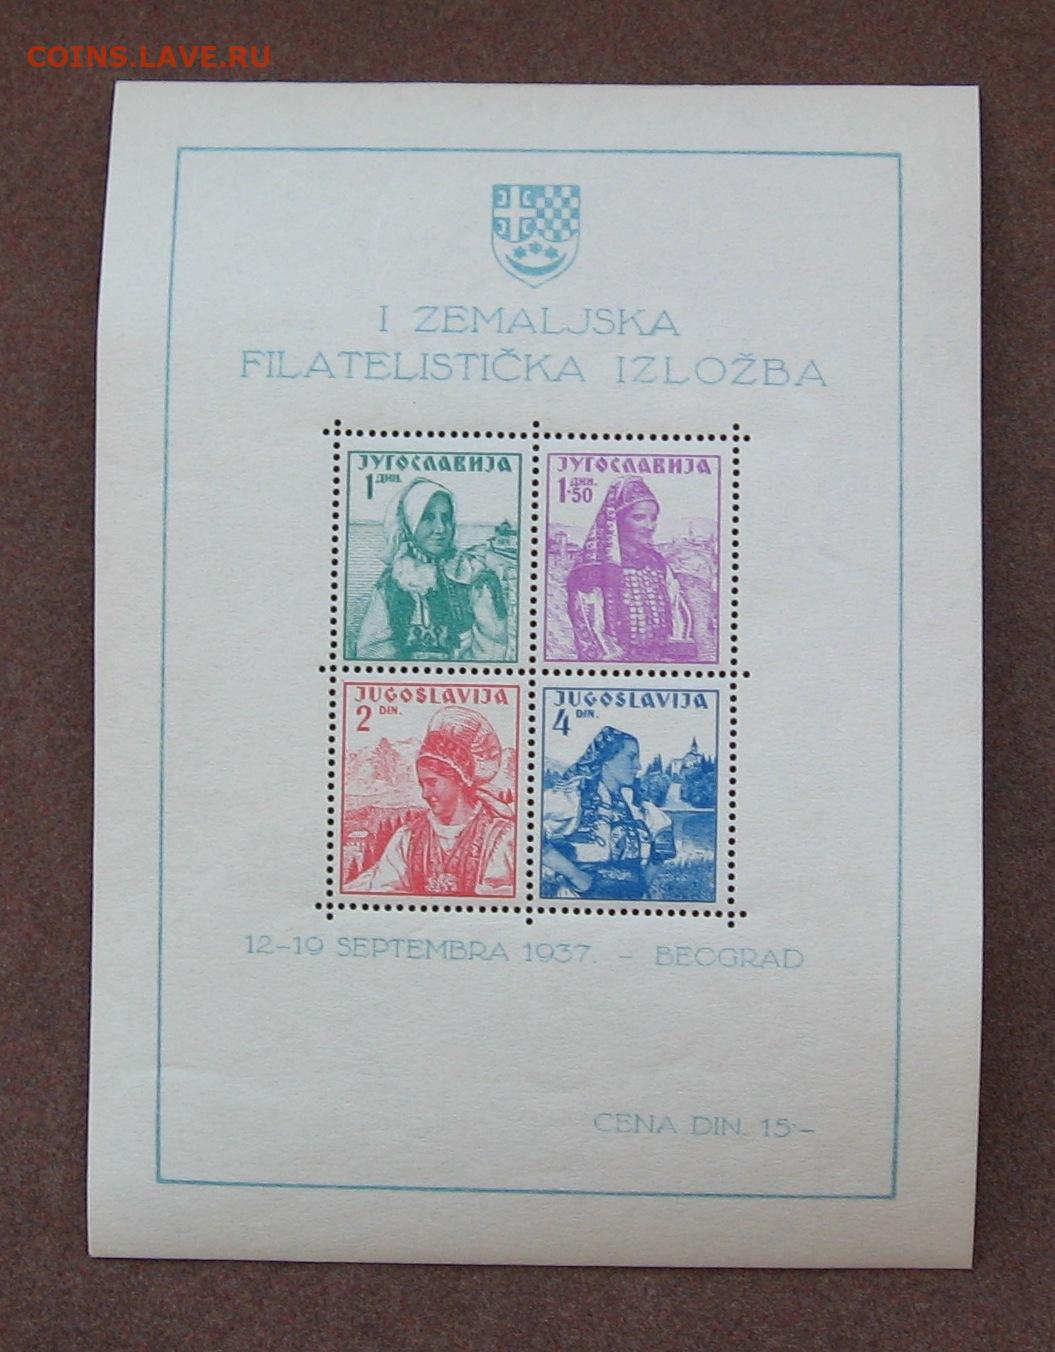 COINS.LAVE.RU
I ZEMALJSKA
FILATELISTIČKA IZLOŽBA
ЈУГОСЛАВИЈА
1 ДИН.
ЈУГОСЛАВИЈА
1·50 ДИН.
JUGOSLAVIJA
2 DIN.
JUGOSLAVIJA
4 DIN.
12–19 SEPTEMBRA 1937. – BEOGRAD
CENA DIN. 15·–